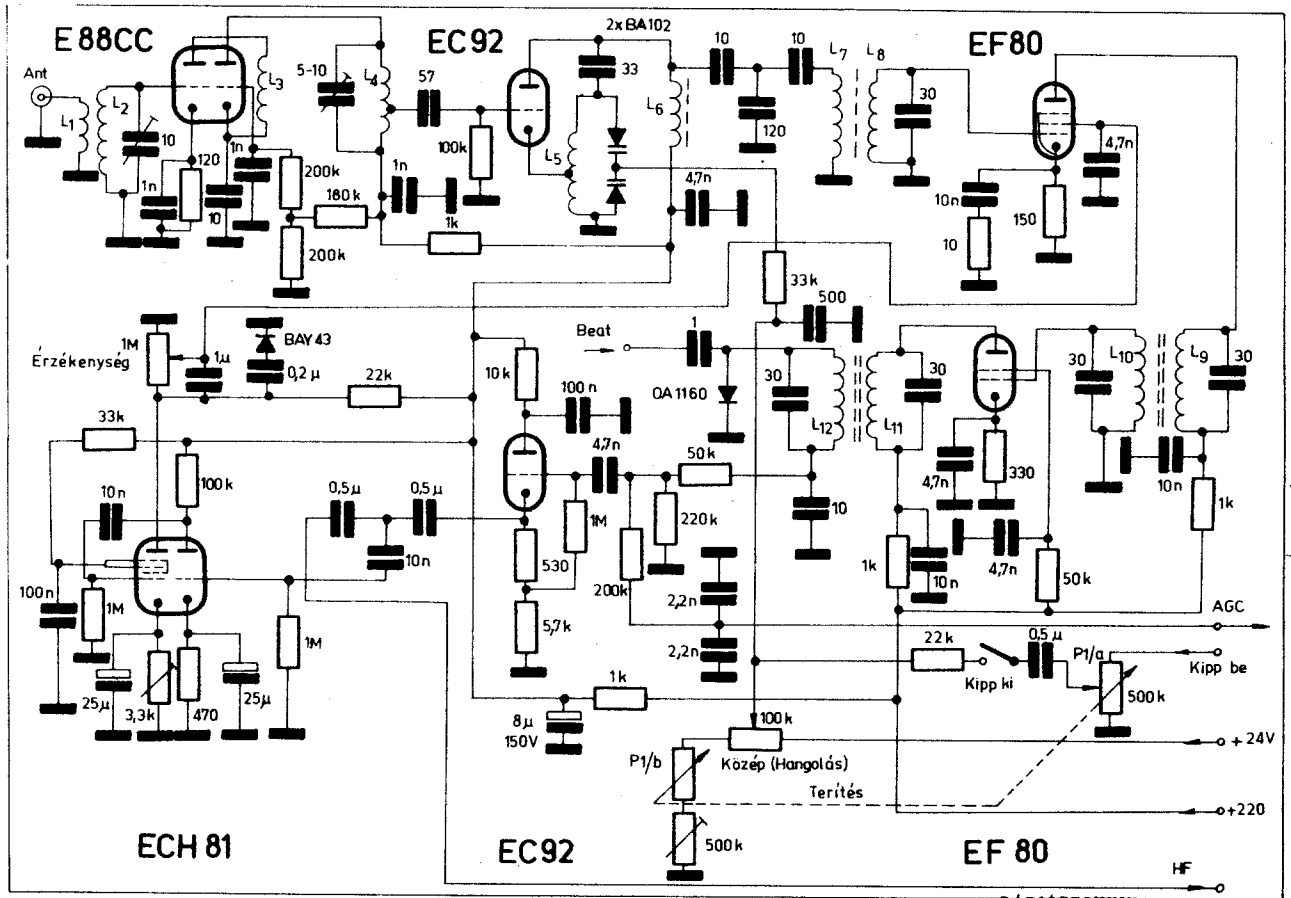 E88CC
EC92
2xBA102
EF80
Ant
L1
L2
10
L3
5-10
L4
57
33
L6
10
10
L7
L8
30
120
100k
L5
120
4,7n
1n
200k
1n
4,7n
10n
150
1n
10
180k
1k
10
200k
33k
500
1M
Érzékenység
1μ
BAY43
0,2μ
Beat
1
22k
10k
100n
OA1160
30
L12
L11
30
30
L10
L9
30
33k
100k
4,7n
50k
4,7n
330
10n
10n
0,5μ
0,5μ
1M
220k
10
1k
10n
530
200k
1k
10n
4,7n
50k
100n
1M
1M
5,7k
2,2n
2,2n
AGC
22k
0,5μ
P1/a
Kipp be
Kipp ki
500k
25μ
3,3k
470
25μ
1k
8μ
150V
100k
+24V
P1/b
Közép (Hangolás)
Terítés
+220
500k
ECH81
EC92
EF80
HF